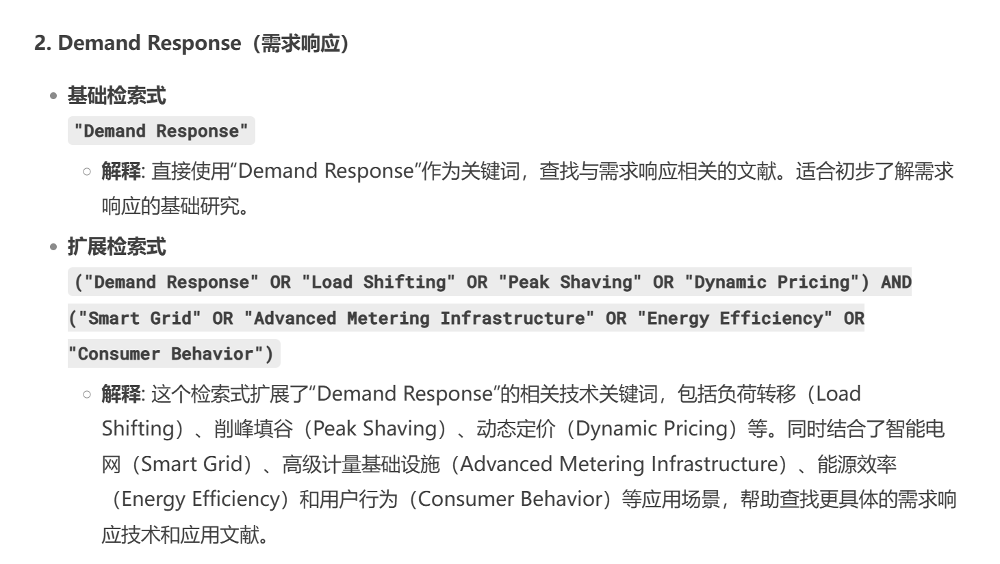 2. Demand Response（需求响应）
基础检索式
"Demand Response"
解释: 直接使用“Demand Response”作为关键词，查找与需求响应相关的文献。适合初步了解需求
响应的基础研究。
扩展检索式
("Demand Response" OR "Load Shifting" OR "Peak Shaving" OR "Dynamic Pricing") AND
("Smart Grid" OR "Advanced Metering Infrastructure" OR "Energy Efficiency" OR
"Consumer Behavior")
解释: 这个检索式扩展了“Demand Response”的相关技术关键词，包括负荷转移（Load
Shifting）、削峰填谷（Peak Shaving）、动态定价（Dynamic Pricing）等。同时结合了智能电
网（Smart Grid）、高级计量基础设施（Advanced Metering Infrastructure）、能源效率
（Energy Efficiency）和用户行为（Consumer Behavior）等应用场景，帮助查找更具体的需求响
应技术和应用文献。